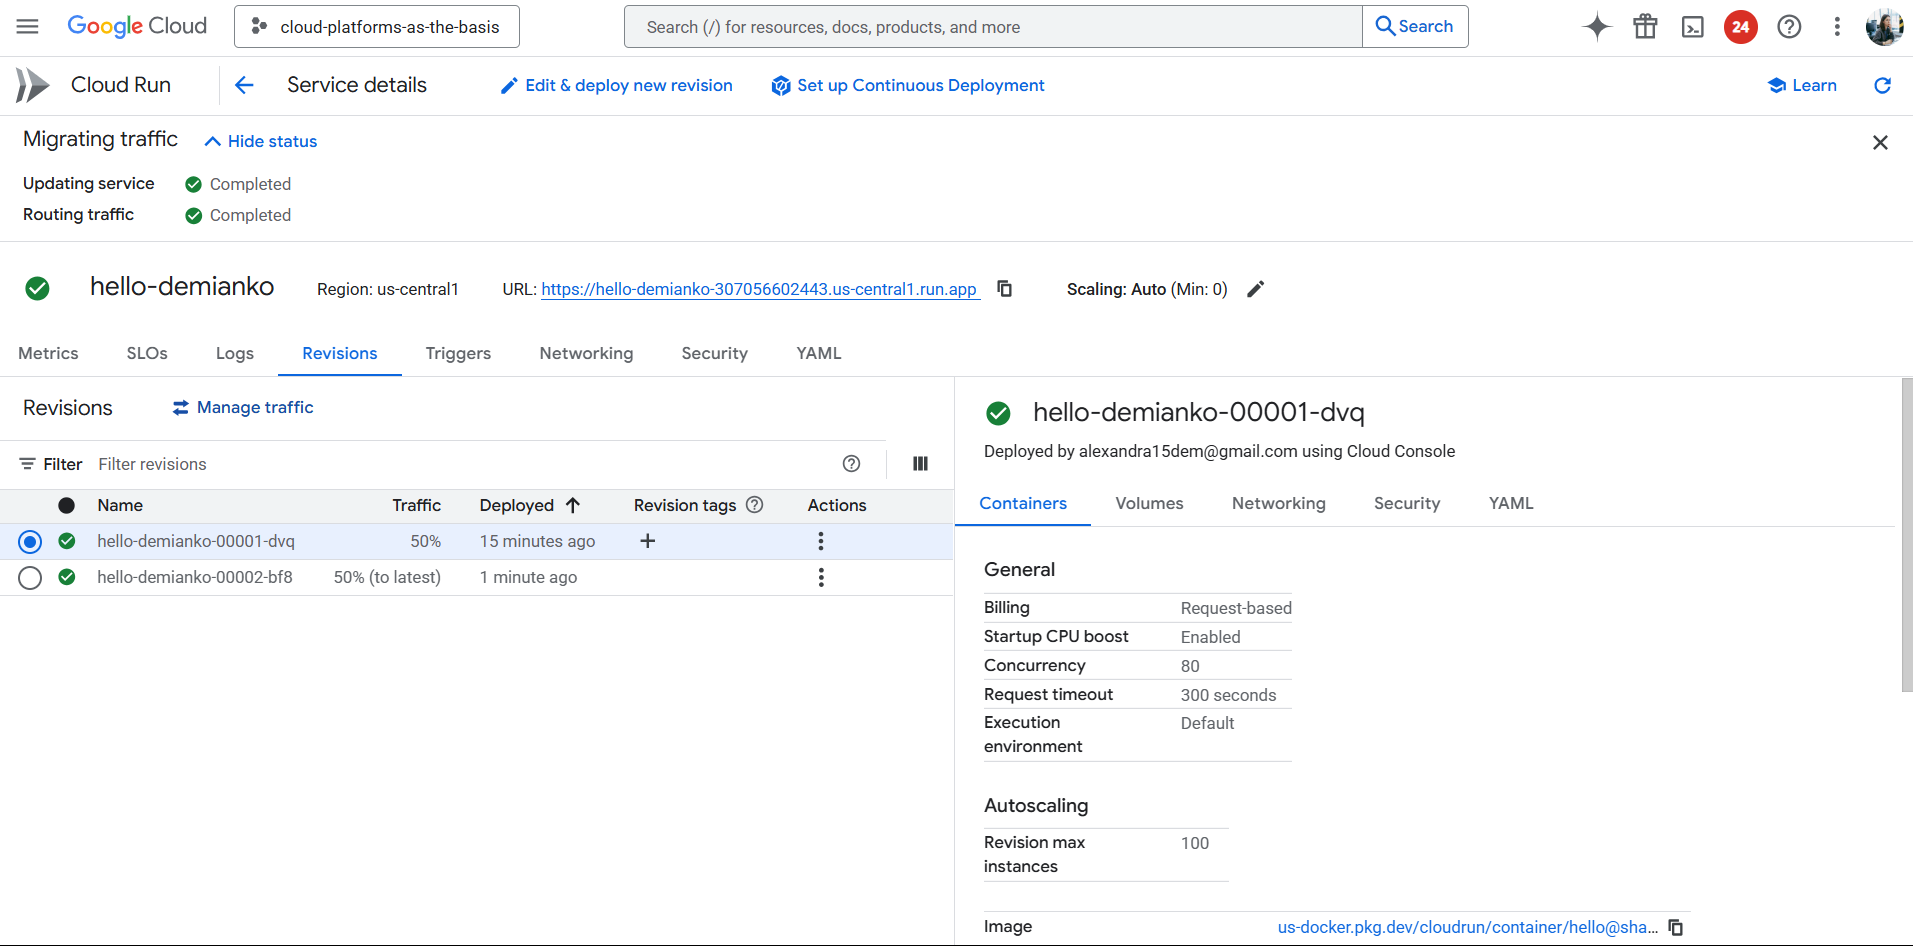 Google Cloud
cloud-platforms-as-the-basis
Search (/) for resources, docs, products, and more
Search
24
Cloud Run
Service details
Edit & deploy new revision
Set up Continuous Deployment
Learn
Migrating traffic
Hide status
Updating service
Completed
Routing traffic
Completed
hello-demianko
Region: us-central1
URL: https://hello-demianko-307056602443.us-central1.run.app
Scaling: Auto (Min: 0)
Metrics
SLOs
Logs
Revisions
Triggers
Networking
Security
YAML
Revisions
Manage traffic
Filter
Filter revisions
Name
Traffic
Deployed
Revision tags
Actions
hello-demianko-00001-dvq
50%
15 minutes ago
hello-demianko-00002-bf8
50% (to latest)
1 minute ago
hello-demianko-00001-dvq
Deployed by alexandra15dem@gmail.com using Cloud Console
Containers
Volumes
Networking
Security
YAML
General
Billing
Request-based
Startup CPU boost
Enabled
Concurrency
80
Request timeout
300 seconds
Execution
environment
Default
Autoscaling
Revision max
instances
100
Image
us-docker.pkg.dev/cloudrun/container/hello@sha...